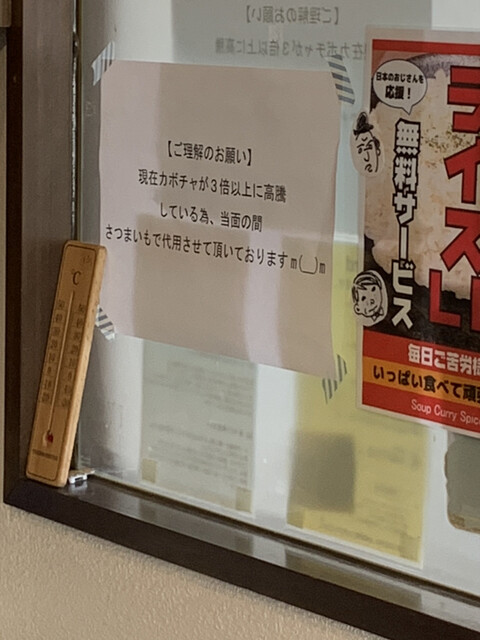 【ご理解のお願い】
現在カボチャが３倍以上に高騰
している為、当面の間
さつまいもで代用させて頂いております m(__)m
日本のおじさんを
応援！
無料サービス
ライス
毎日ご苦労様
いっぱい食べて頑張
Soup Curry Spic
℃